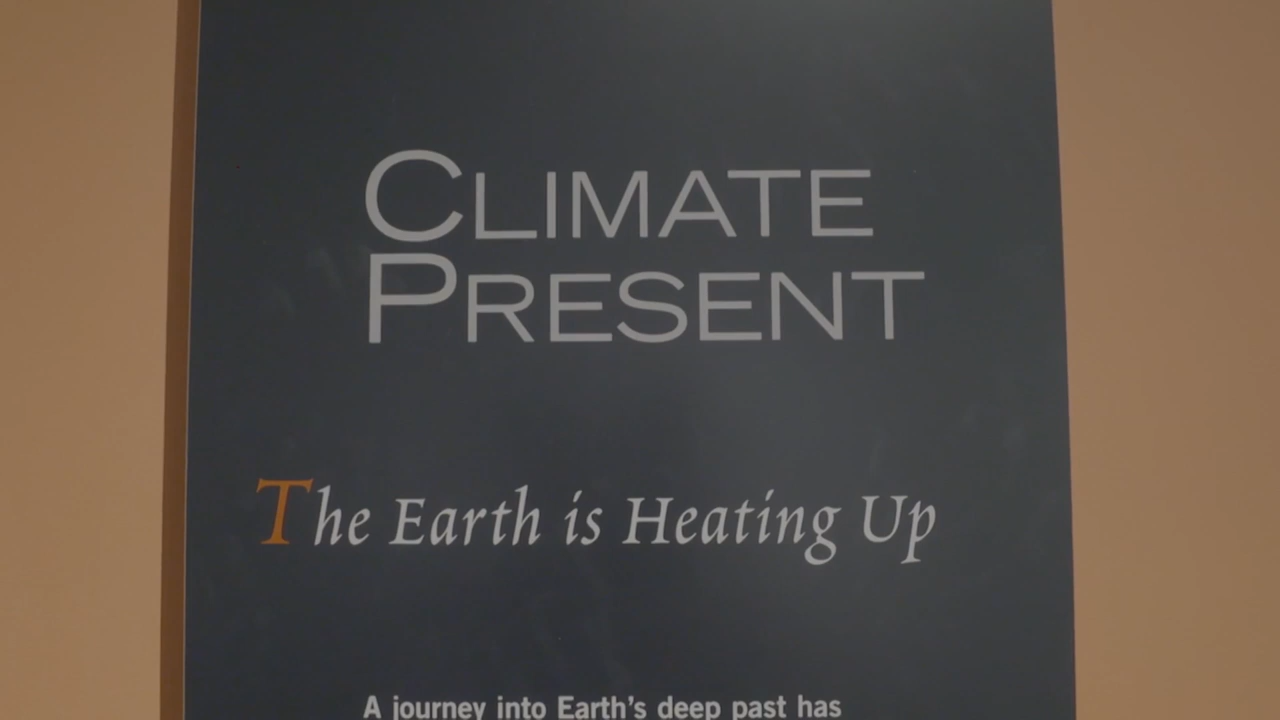 CLIMATE
PRESENT
The Earth is Heating Up
A journey into Earth's deep past has